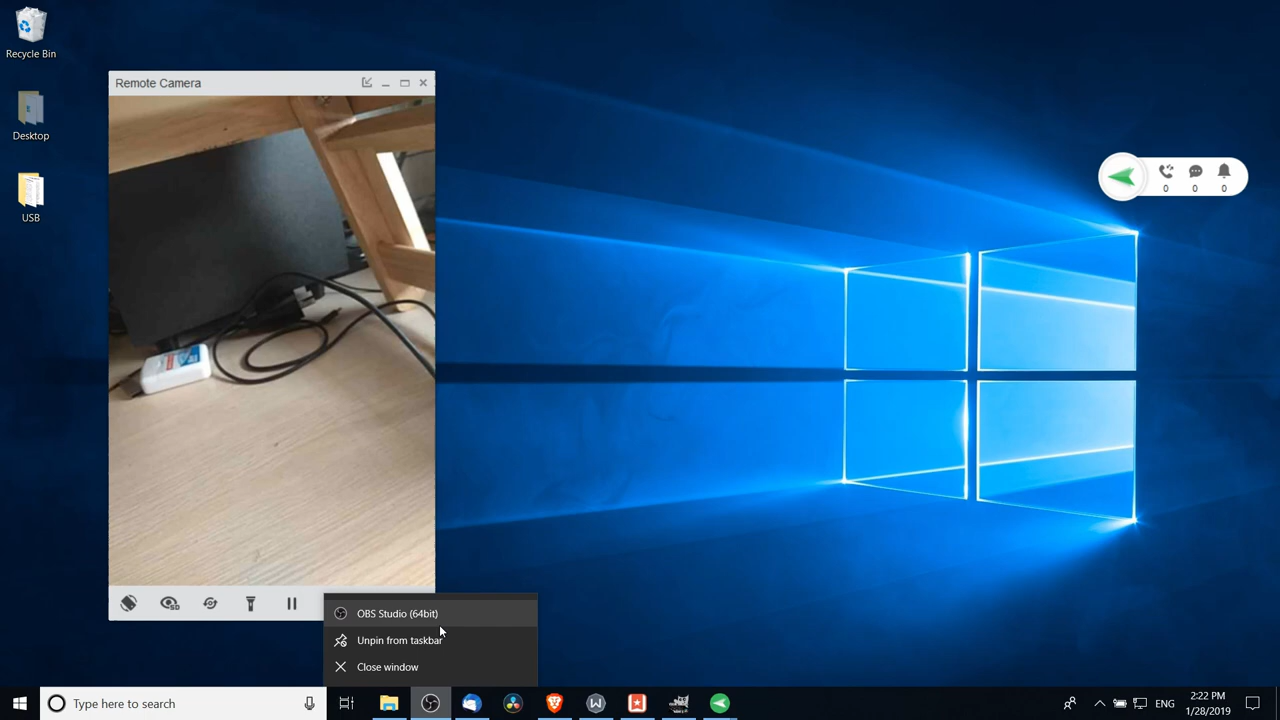 Recycle Bin
Desktop
USB
Remote Camera
SD
0
0
0
OBS Studio (64bit)
Unpin from taskbar
Close window
Type here to search
W
ENG
2:22 PM
1/28/2019